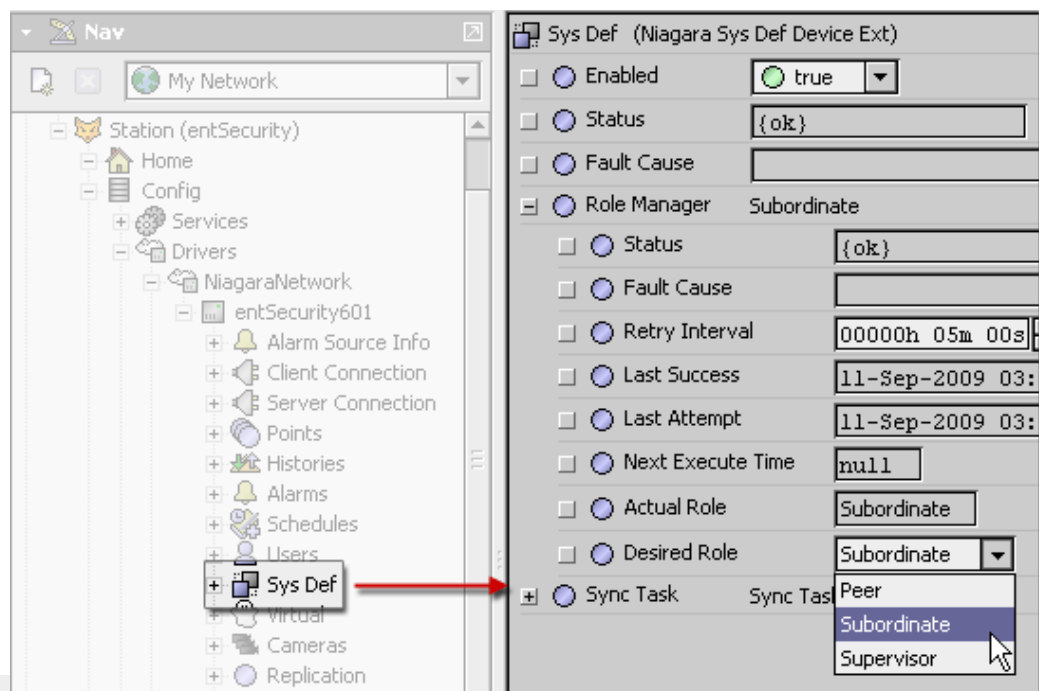 Nav
My Network
Station (entSecurity)
Home
Config
Services
Drivers
NiagaraNetwork
entSecurity601
Alarm Source Info
Client Connection
Server Connection
Points
Histories
Alarms
Schedules
Users
Sys Def
Virtual
Cameras
Replication
Sys Def (Niagara Sys Def Device Ext)
Enabled true
Status {ok}
Fault Cause
Role Manager Subordinate
Status {ok}
Fault Cause
Retry Interval 00000h 05m 00s
Last Success 11-Sep-2009 03:
Last Attempt 11-Sep-2009 03:
Next Execute Time null
Actual Role Subordinate
Desired Role Subordinate
Sync Task Sync Tas
Peer
Subordinate
Supervisor